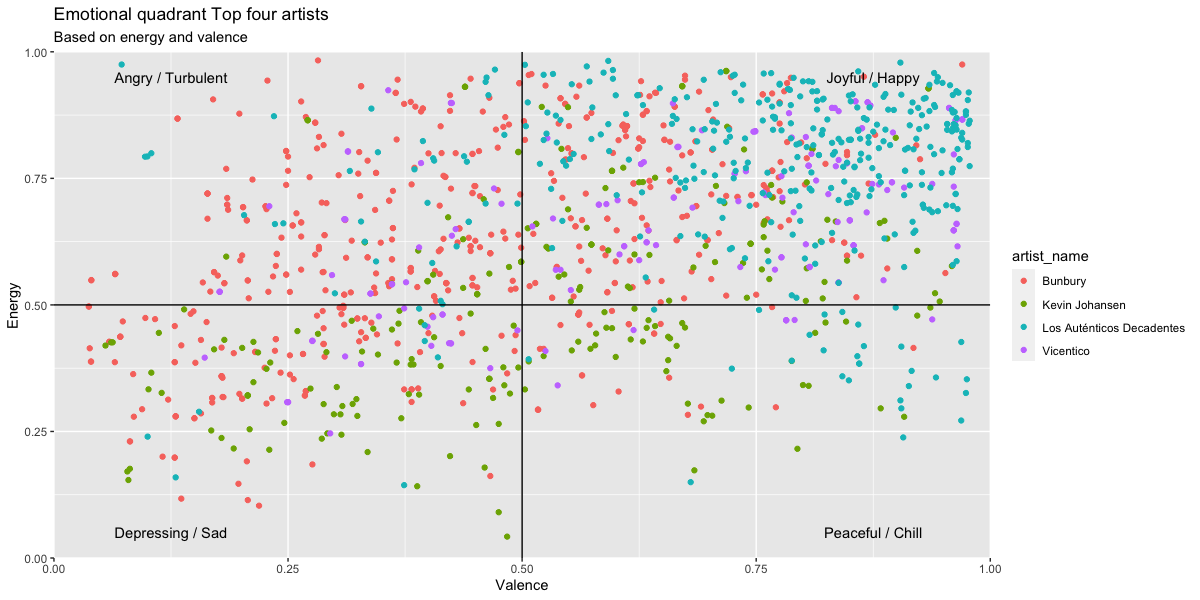 Emotional quadrant Top four artists
Based on energy and valence
1.00
0.75
0.50
0.25
0.00
Energy
Angry / Turbulent
Joyful / Happy
Depressing / Sad
Peaceful / Chill
0.00 0.25 0.50 0.75 1.00
Valence
artist_name
Bunbury
Kevin Johansen
Los Auténticos Decadentes
Vicentico